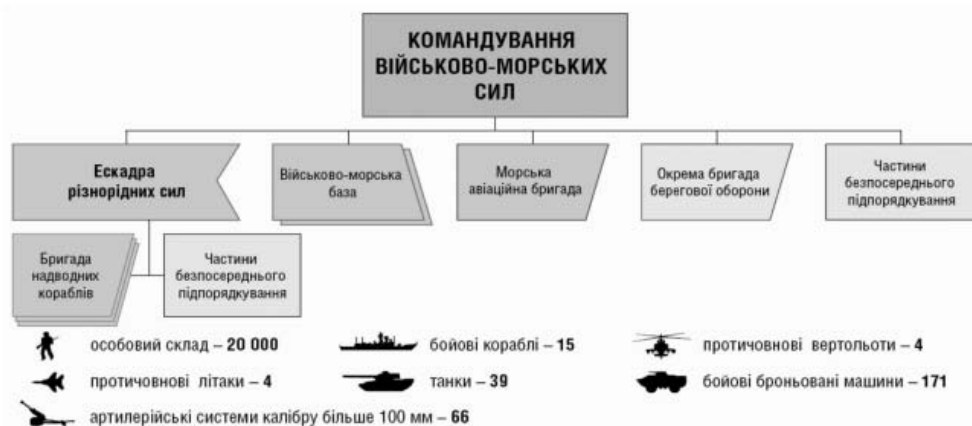 КОМАНДУВАННЯ
ВІЙСЬКОВО-МОРСЬКИХ
СИЛ
Ескадра
різнорідних сил
Військово-морська
база
Морська
авіаційна бригада
Окрема бригада
берегової оборони
Частини
безпосереднього
підпорядкування
Бригада
надводних
кораблів
Частини
безпосереднього
підпорядкування
особовий склад – 20 000
бойові кораблі – 15
протичовнові вертольоти – 4
протичовнові літаки – 4
танки – 39
бойові броньовані машини – 171
артилерійські системи калібру більше 100 мм – 66